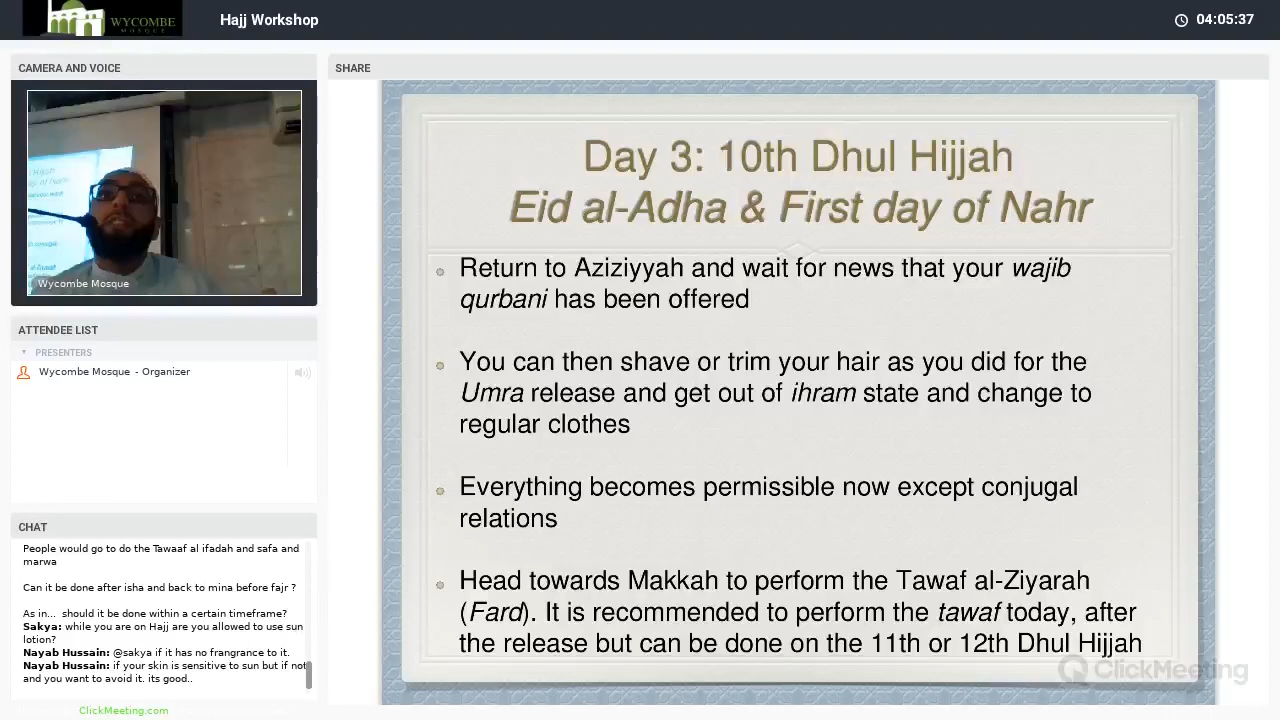 WYCOMBE
MOSQUE
Hajj Workshop
04:05:37
CAMERA AND VOICE
Wycombe Mosque
ATTENDEE LIST
PRESENTERS
Wycombe Mosque - Organizer
CHAT
People would go to do the Tawaaf al ifadah and safa and
marwa
Can it be done after isha and back to mina before fajr ?
As in... should it be done within a certain timeframe?
Sakya: while you are on Hajj are you allowed to use sun
lotion?
Nayab Hussain: @sakya if it has no frangrance to it.
Nayab Hussain: if your skin is sensitive to sun but if not
and you want to avoid it. its good..
ClickMeeting.com
SHARE
Day 3: 10th Dhul Hijjah
Eid al-Adha & First day of Nahr
Return to Aziziyyah and wait for news that your wajib
qurbani has been offered
You can then shave or trim your hair as you did for the
Umra release and get out of ihram state and change to
regular clothes
Everything becomes permissible now except conjugal
relations
Head towards Makkah to perform the Tawaf al-Ziyarah
(Fard). It is recommended to perform the tawaf today, after
the release but can be done on the 11th or 12th Dhul Hijjah
ClickMeeting